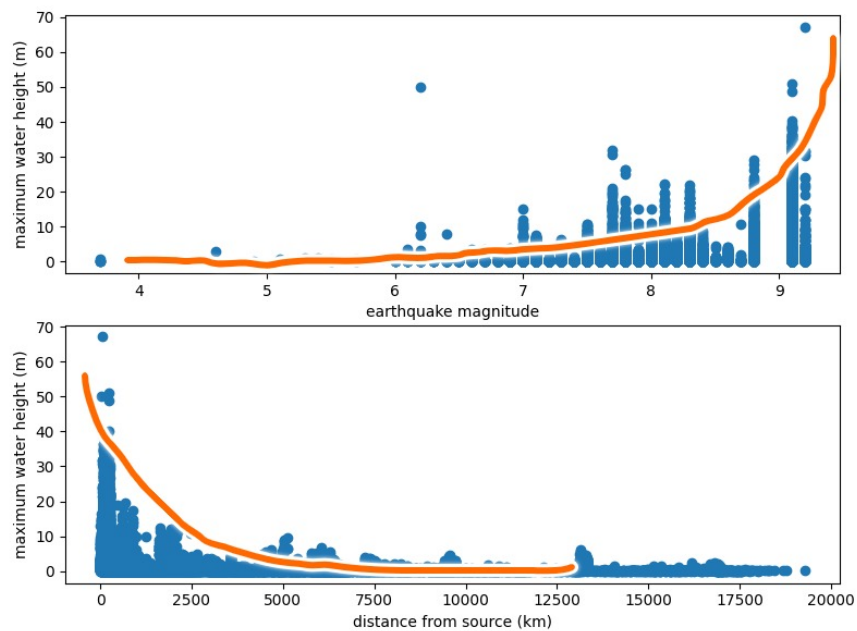 70
60
50
40
30
20
10
0
maximum water height (m)
4 5 6 7 8 9
earthquake magnitude
70
60
50
40
30
20
10
0
maximum water height (m)
0 2500 5000 7500 10000 12500 15000 17500 20000
distance from source (km)